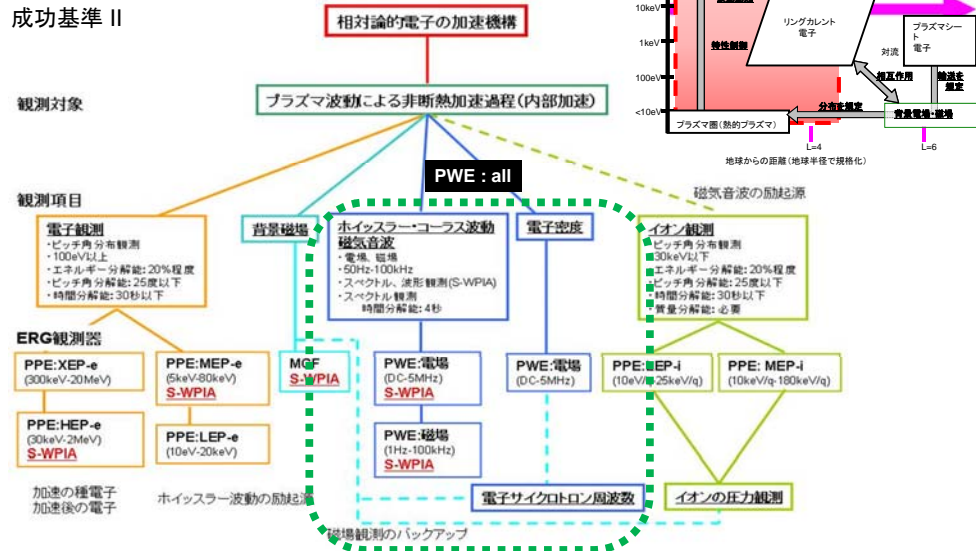 成功基準 II
相対論的電子の加速機構
観測対象
プラズマ波動による非断熱加速過程(内部加速)
10keV
1keV
100eV
<10eV
リングカレント
電子
プラズマシー
ト
電子
特性制御
対流
相互作用
輸送を
規定
分布を規定
背景電場・磁場
プラズマ圏(熱的プラズマ)
L=4
L=6
地球からの距離(地球半径で規格化)
PWE : all
磁気音波の励起源
観測項目
電子観測
・ピッチ角分布観測
・100eV以上
・エネルギー分解能:20%程度
・ピッチ角分解能:25度以下
・時間分解能:30秒以下
背景磁場
ホイッスラー・コーラス波動
磁気音波
・電場、磁場
・50Hz-100kHz
・スペクトル、波形観測(S-WPIA)
・スペクトル観測
時間分解能:4秒
電子密度
イオン観測
・ピッチ角分布観測
30keV以上
・エネルギー分解能:20%程度
・ピッチ角分解能:25度以下
・時間分解能:30秒以下
・質量分解能:必要
ERG観測器
PPE:XEP-e
(300keV-20MeV)
PPE:HEP-e
(30keV-2MeV)
S-WPIA
PPE:MEP-e
(5keV-80keV)
S-WPIA
PPE:LEP-e
(10eV-20keV)
MGF
S-WPIA
PWE:電場
(DC-5MHz)
S-WPIA
PWE:磁場
(1Hz-100kHz)
S-WPIA
PWE:電場
(DC-5MHz)
PPE:LEP-i
(10eV/q-25keV/q)
PPE: MEP-i
(10keV/q-180keV/q)
加速の種電子
加速後の電子
ホイッスラー波動の励起源
電子サイクロトロン周波数
イオンの圧力観測
磁場観測のバックアップ